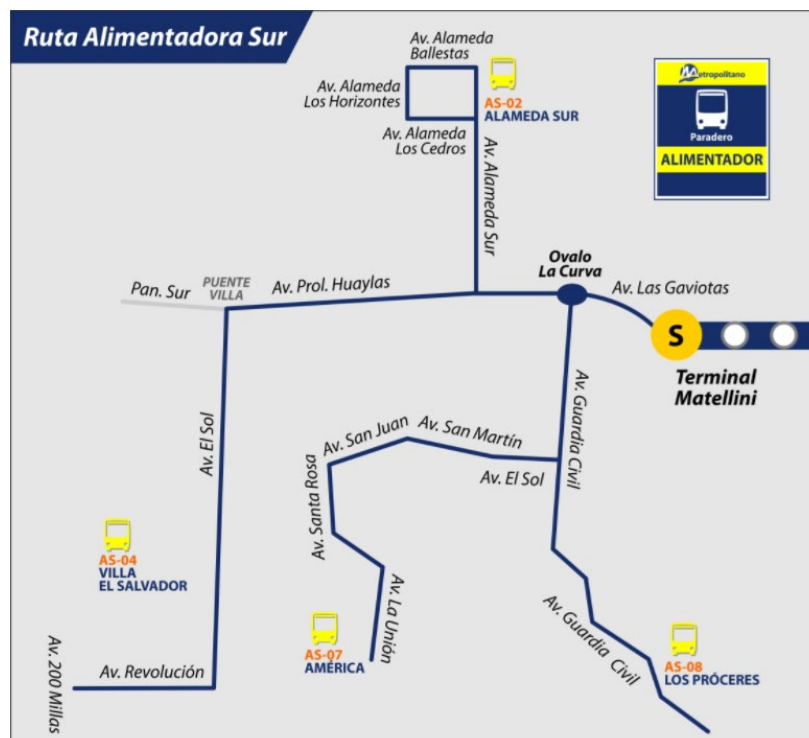 Ruta Alimentadora Sur
Av. Alameda
Ballestas
Av. Alameda
Los Horizontes
AS-02
ALAMEDA SUR
Av. Alameda
Los Cedros
Av. Alameda Sur
Metropolitano
Paradero
ALIMENTADOR
Pan. Sur
PUENTE
VILLA
Av. Prol. Huaylas
Ovalo
La Curva
Av. Las Gaviotas
S
Terminal
Matellini
Av. El Sol
Av. Guardia Civil
Av. San Juan
Av. San Martín
Av. El Sol
Av. Santa Rosa
Av. La Unión
AS-04
VILLA
EL SALVADOR
Av. 200 Millas
Av. Revolución
AS-07
AMÉRICA
Av. Guardia Civil
AS-08
LOS PRÓCERES